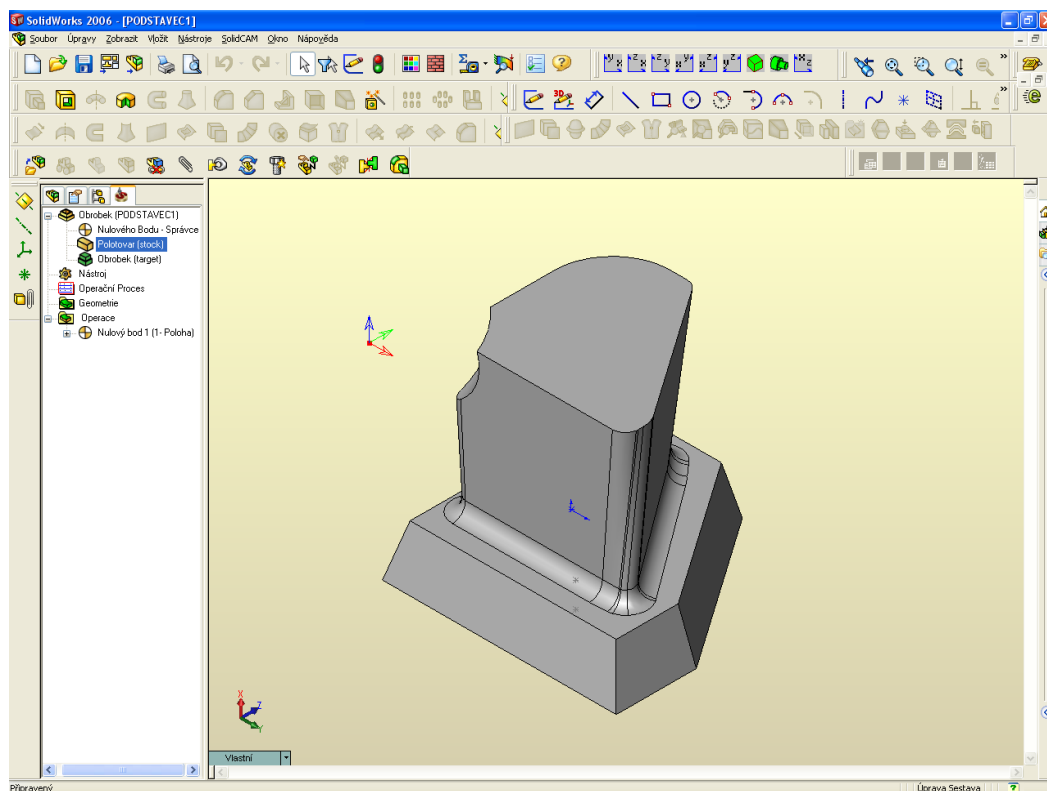 SolidWorks 2006 - [PODSTAVEC1]
Soubor Úpravy Zobrazit Vložit Nástroje SolidCAM Okno Nápověda
3D
Obrobek (PODSTAVEC1)
Nulového Bodu - Správce
Polotovar (stock)
Obrobek (target)
Nástroj
Operační Proces
Geometrie
Operace
Nulový bod 1 (1- Poloha)
X
Z
Y
Vlastní
Připravený
Úprava Sestava